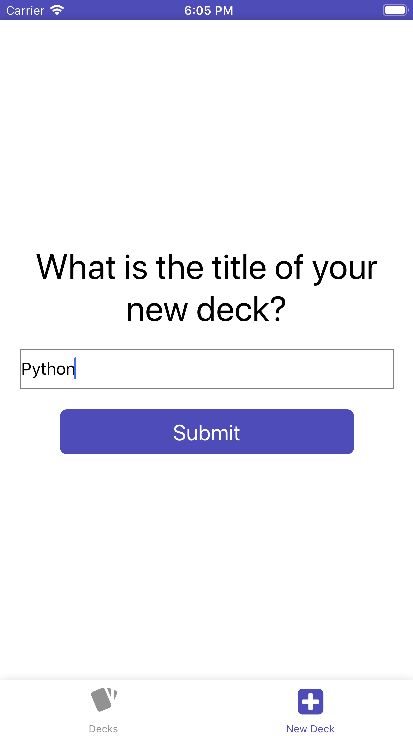 Carrier 6:05 PM
What is the title of your
new deck?
Python
Submit
Decks New Deck